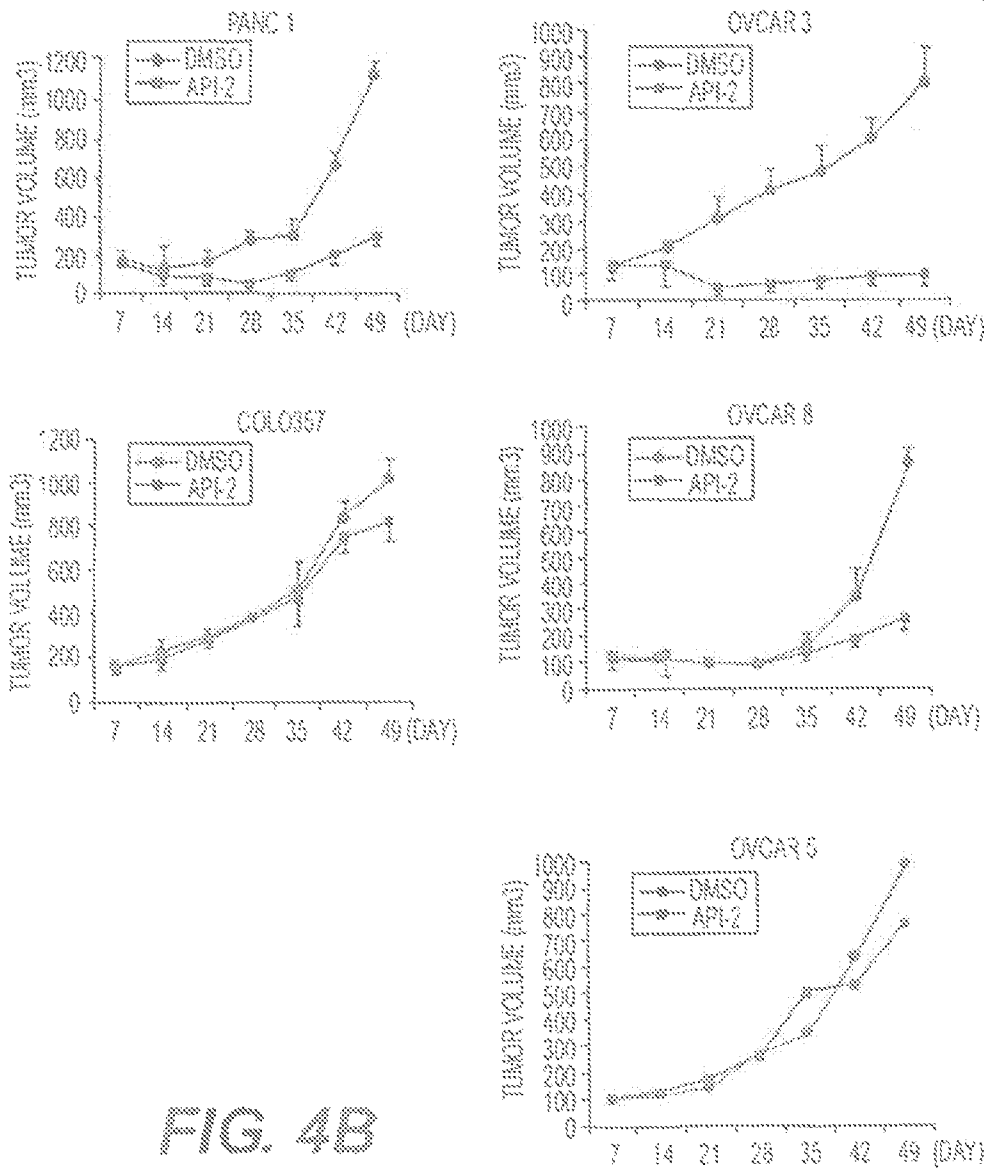 PANC 1
TUMOR VOLUME (mm3)
1200
1000
800
600
400
200
0
DMSO
API-2
7 14 21 28 35 42 49 (DAY)
OVCAR 3
TUMOR VOLUME (mm3)
1000
900
800
700
600
500
400
300
200
100
0
DMSO
API-2
7 14 21 28 35 42 49 (DAY)
COLO357
TUMOR VOLUME (mm3)
1200
1000
800
600
400
200
0
DMSO
API-2
7 14 21 28 35 42 49 (DAY)
OVCAR 8
TUMOR VOLUME (mm3)
1000
900
800
700
600
500
400
300
200
100
0
DMSO
API-2
7 14 21 28 35 42 49 (DAY)
OVCAR 5
TUMOR VOLUME (mm3)
1000
900
800
700
600
500
400
300
200
100
0
DMSO
API-2
7 14 21 28 35 42 49 (DAY)
FIG. 4B